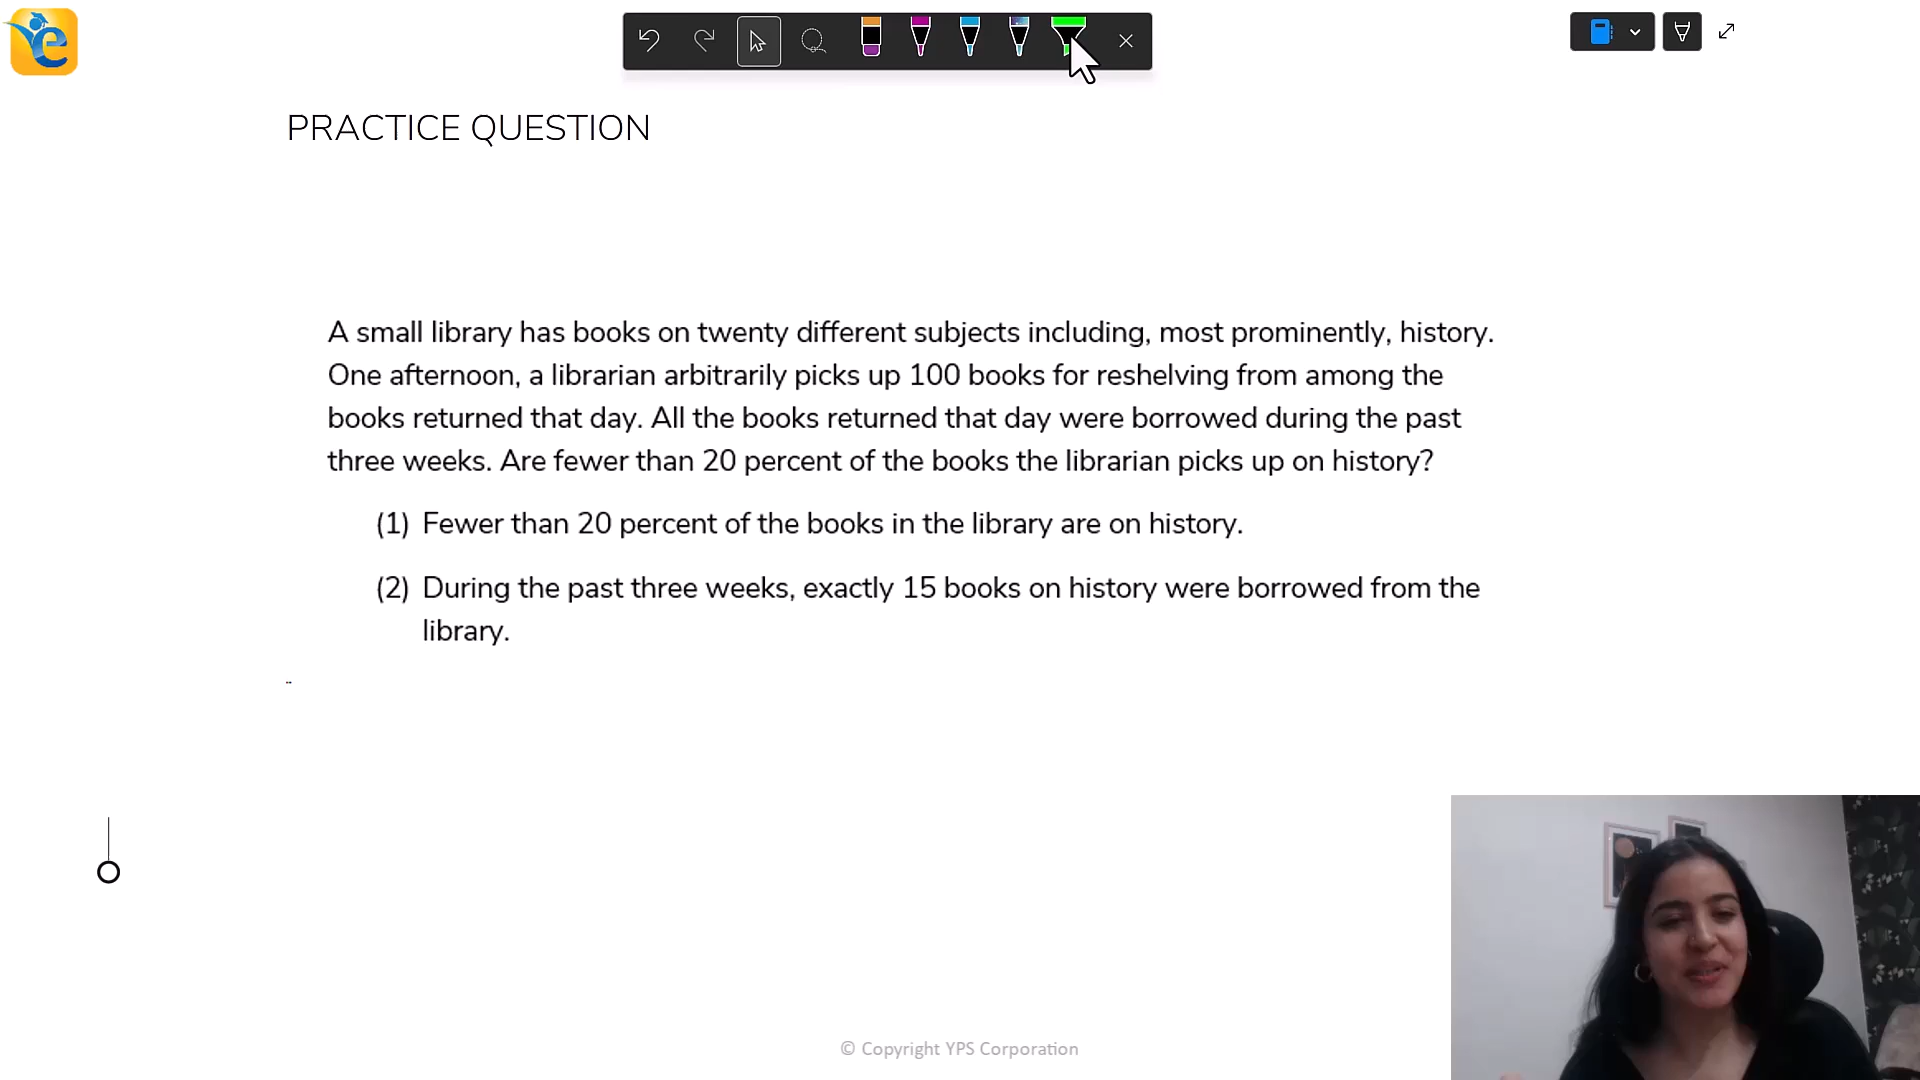 PRACTICE QUESTION
A small library has books on twenty different subjects including, most prominently, history.
One afternoon, a librarian arbitrarily picks up 100 books for reshelving from among the
books returned that day. All the books returned that day were borrowed during the past
three weeks. Are fewer than 20 percent of the books the librarian picks up on history?
(1) Fewer than 20 percent of the books in the library are on history.
(2) During the past three weeks, exactly 15 books on history were borrowed from the
library.
© Copyright YPS Corporation